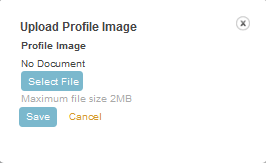 Upload Profile Image
Profile Image
No Document
Select File
Maximum file size 2MB
Save Cancel